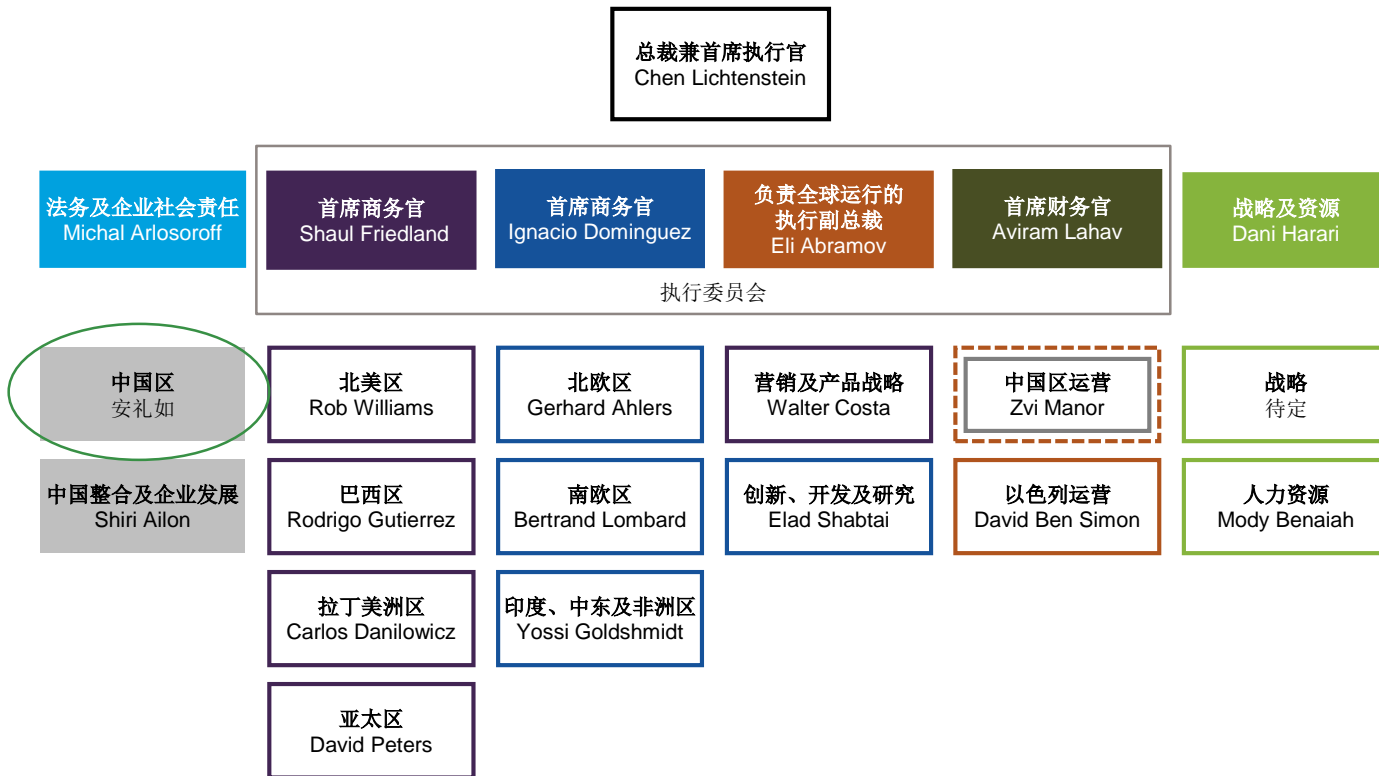 总裁兼首席执行官
Chen Lichtenstein
法务及企业社会责任
Michal Arlosoroff
首席商务官
Shaul Friedland
首席商务官
Ignacio Dominguez
负责全球运行的
执行副总裁
Eli Abramov
首席财务官
Aviram Lahav
战略及资源
Dani Harari
执行委员会
中国区
安礼如
北美区
Rob Williams
北欧区
Gerhard Ahlers
营销及产品战略
Walter Costa
中国区运营
Zvi Manor
战略
待定
中国整合及企业发展
Shiri Ailon
巴西区
Rodrigo Gutierrez
南欧区
Bertrand Lombard
创新、开发及研究
Elad Shabtai
以色列运营
David Ben Simon
人力资源
Mody Benaiah
拉丁美洲区
Carlos Danilowicz
印度、中东及非洲区
Yossi Goldshmidt
亚太区
David Peters